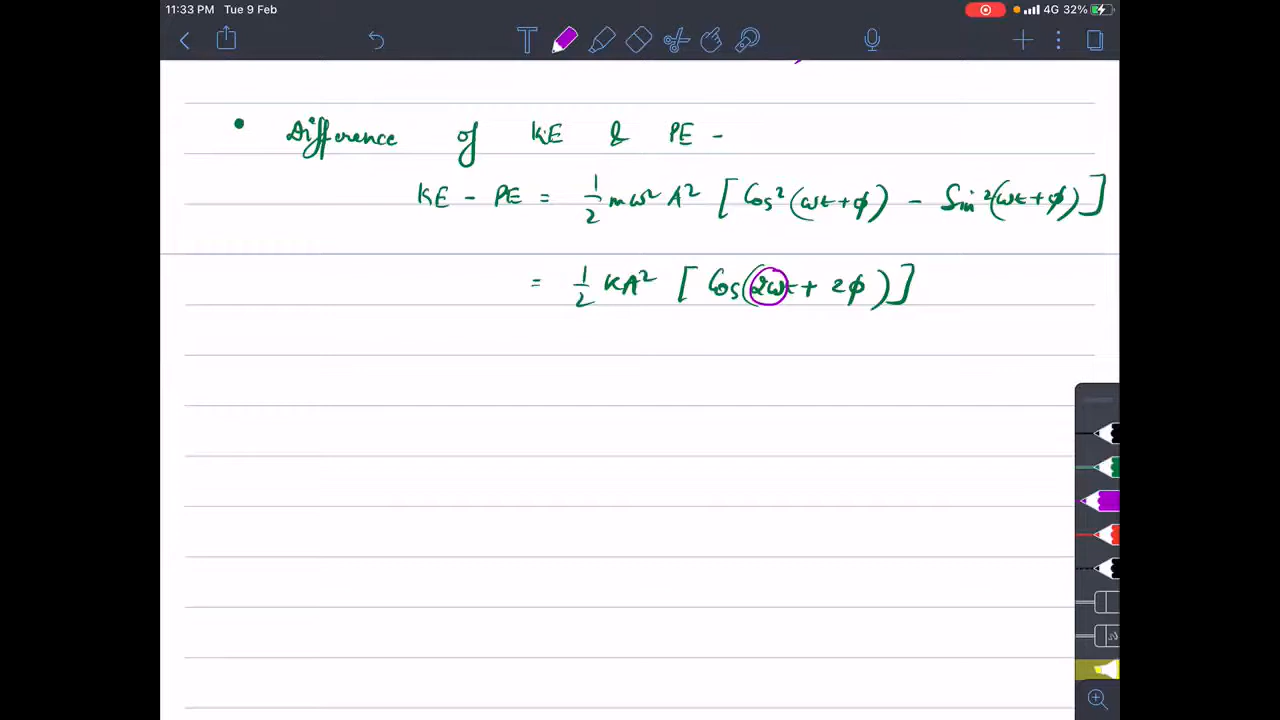 11:33 PM Tue 9 Feb 4G 32%
T
• Difference of KE & PE -
KE - PE = 1/2 mω² A² [Cos²(ωt+φ) - Sin²(ωt+φ)]
= 1/2 KA² [Cos(2ωt + 2φ)]